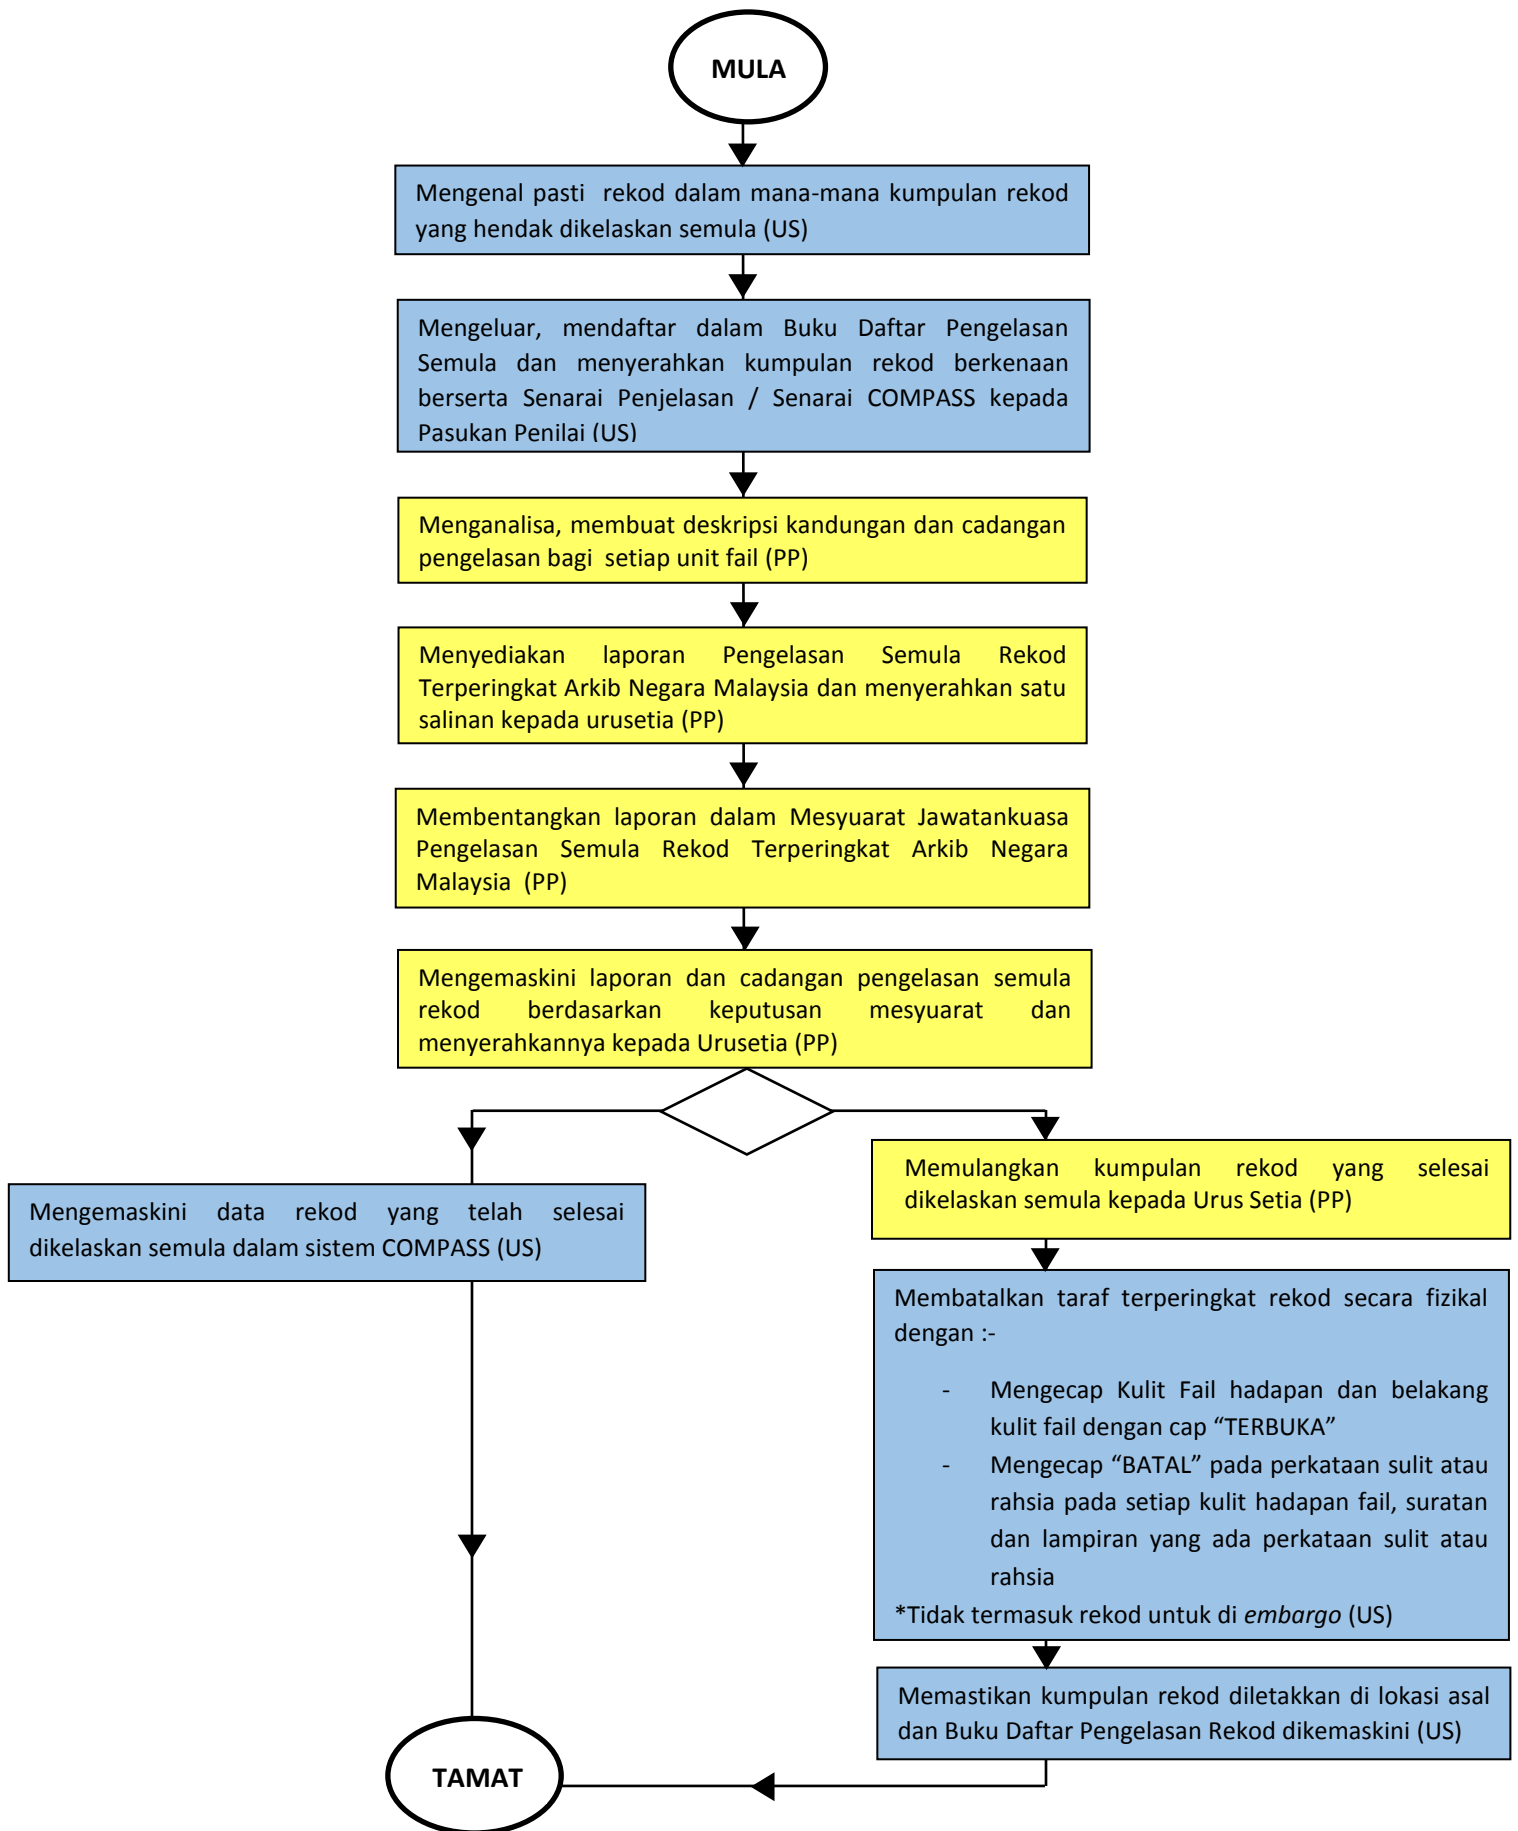 MULA
Mengenal pasti rekod dalam mana-mana kumpulan rekod
yang hendak dikelaskan semula (US)
Mengeluar, mendaftar dalam Buku Daftar Pengelasan
Semula dan menyerahkan kumpulan rekod berkenaan
berserta Senarai Penjelasan / Senarai COMPASS kepada
Pasukan Penilai (US)
Menganalisa, membuat deskripsi kandungan dan cadangan
pengelasan bagi setiap unit fail (PP)
Menyediakan laporan Pengelasan Semula Rekod
Terperingkat Arkib Negara Malaysia dan menyerahkan satu
salinan kepada urusetia (PP)
Membentangkan laporan dalam Mesyuarat Jawatankuasa
Pengelasan Semula Rekod Terperingkat Arkib Negara
Malaysia (PP)
Mengemaskini laporan dan cadangan pengelasan semula
rekod berdasarkan keputusan mesyuarat dan
menyerahkannya kepada Urusetia (PP)
Mengemaskini data rekod yang telah selesai
dikelaskan semula dalam sistem COMPASS (US)
Memulangkan kumpulan rekod yang selesai
dikelaskan semula kepada Urus Setia (PP)
Membatalkan taraf terperingkat rekod secara fizikal
dengan :-
- Mengecap Kulit Fail hadapan dan belakang
kulit fail dengan cap “TERBUKA”
- Mengecap “BATAL” pada perkataan sulit atau
rahsia pada setiap kulit hadapan fail, suratan
dan lampiran yang ada perkataan sulit atau
rahsia
*Tidak termasuk rekod untuk di embargo (US)
Memastikan kumpulan rekod diletakkan di lokasi asal
dan Buku Daftar Pengelasan Rekod dikemaskini (US)
TAMAT